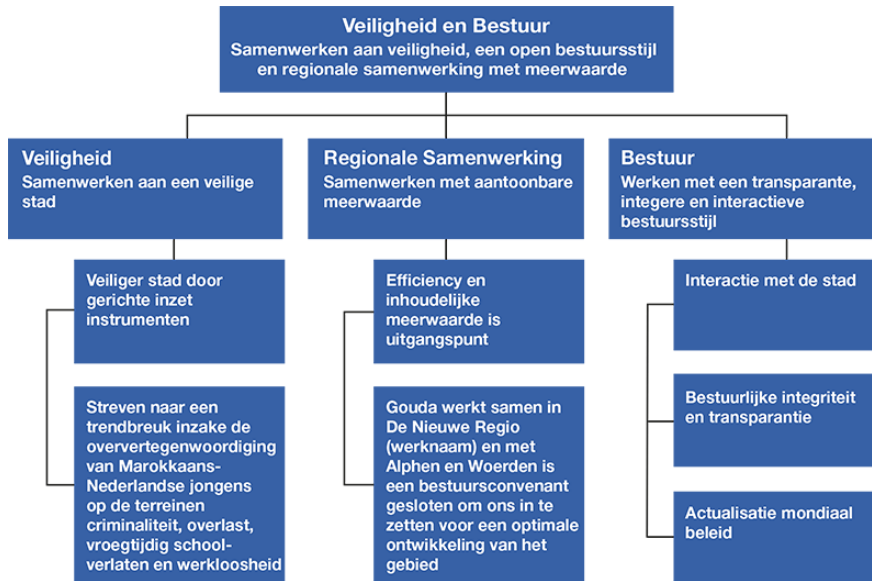 Veiligheid en Bestuur
Samenwerken aan veiligheid, een open bestuursstijl
en regionale samenwerking met meerwaarde
Veiligheid
Samenwerken aan een veilige
stad
Regionale Samenwerking
Samenwerken met aantoonbare
meerwaarde
Bestuur
Werken met een transparante,
integere en interactieve
bestuursstijl
Veiliger stad door
gerichte inzet
instrumenten
Efficiency en
inhoudelijke
meerwaarde is
uitgangspunt
Interactie met de stad
Streven naar een
trendbreuk inzake de
oververtegenwoordiging
van Marokkaans-
Nederlandse jongens
op de terreinen
criminaliteit, overlast,
vroegtijdig school-
verlaten en werkloosheid
Gouda werkt samen in
De Nieuwe Regio
(werknaam) en met
Alphen en Woerden is
een bestuursconvenant
gesloten om ons in te
zetten voor een optimale
ontwikkeling van het
gebied
Bestuurlijke integriteit
en transparantie
Actualisatie mondiaal
beleid